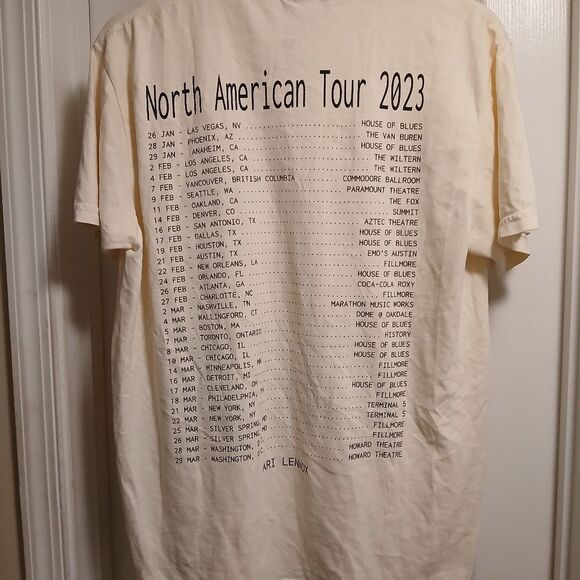 North American Tour 2023
26 JAN - LAS VEGAS, NV .......... HOUSE OF BLUES
28 JAN - PHOENIX, AZ .......... THE VAN BUREN
29 JAN - ANAHEIM, CA .......... HOUSE OF BLUES
2 FEB - LOS ANGELES, CA .......... THE WILTERN
4 FEB - LOS ANGELES, CA .......... THE WILTERN
7 FEB - VANCOUVER, BRITISH COLUMBIA .......... COMMODORE BALLROOM
9 FEB - SEATTLE, WA .......... PARAMOUNT THEATRE
11 FEB - OAKLAND, CA .......... THE FOX
14 FEB - DENVER, CO .......... SUMMIT
16 FEB - SAN ANTONIO, TX .......... AZTEC THEATRE
17 FEB - DALLAS, TX .......... HOUSE OF BLUES
19 FEB - HOUSTON, TX .......... HOUSE OF BLUES
21 FEB - AUSTIN, TX .......... EMO'S AUSTIN
22 FEB - NEW ORLEANS, LA .......... FILLMORE
24 FEB - ORLANDO, FL .......... HOUSE OF BLUES
26 FEB - ATLANTA, GA .......... COCA-COLA ROXY
27 FEB - CHARLOTTE, NC .......... FILLMORE
2 MAR - NASHVILLE, TN .......... MARATHON MUSIC WORKS
4 MAR - WALLINGFORD, CT .......... DOME @ OAKDALE
5 MAR - BOSTON, MA .......... HOUSE OF BLUES
7 MAR - TORONTO, ONTARIO .......... HISTORY
8 MAR - CHICAGO, IL .......... HOUSE OF BLUES
10 MAR - CHICAGO, IL .......... HOUSE OF BLUES
14 MAR - MINNEAPOLIS, MN .......... FILLMORE
16 MAR - DETROIT, MI .......... FILLMORE
17 MAR - CLEVELAND, OH .......... HOUSE OF BLUES
18 MAR - PHILADELPHIA, .......... FILLMORE
21 MAR - NEW YORK, NY .......... TERMINAL 5
22 MAR - NEW YORK, NY .......... TERMINAL 5
25 MAR - SILVER SPRING, MD .......... FILLMORE
26 MAR - SILVER SPRING, MD .......... FILLMORE
28 MAR - WASHINGTON, D.C. .......... HOWARD THEATRE
29 MAR - WASHINGTON, D.C. .......... HOWARD THEATRE
ARI LENNOX